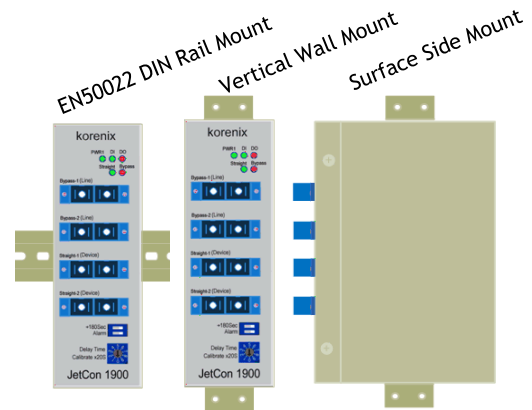 EN50022 DIN Rail Mount
Vertical Wall Mount
Surface Side Mount
korenix
PWR1 DI DO
Straight Bypass
Bypass-1 (Line)
Bypass-2 (Line)
Straight-1 (Device)
Straight-2 (Device)
+180Sec
Alarm
Delay Time
Calibrate x20S
JetCon 1900
korenix
PWR1 DI DO
Straight Bypass
Bypass-1 (Line)
Bypass-2 (Line)
Straight-1 (Device)
Straight-2 (Device)
+180Sec
Alarm
Delay Time
Calibrate x20S
JetCon 1900